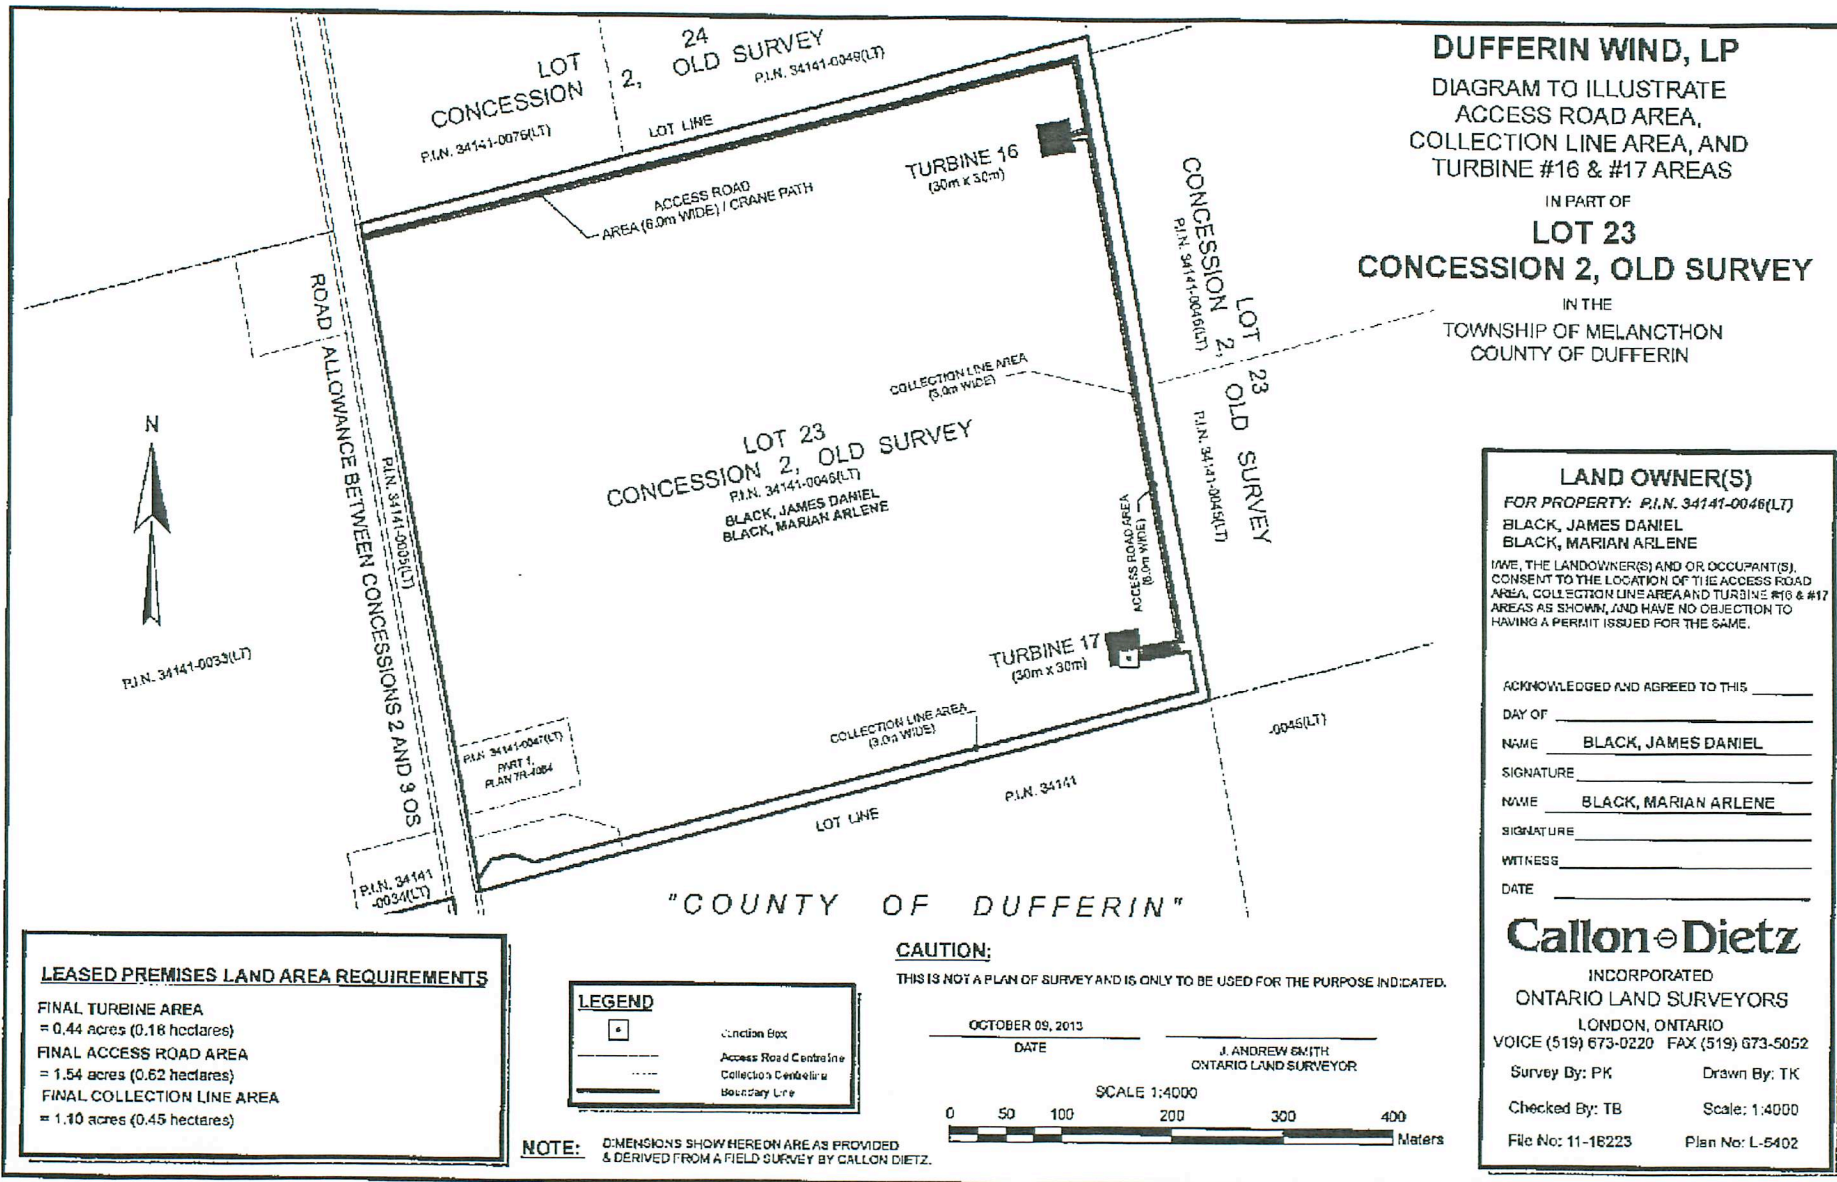 DUFFERIN WIND, LP
DIAGRAM TO ILLUSTRATE
ACCESS ROAD AREA,
COLLECTION LINE AREA, AND
TURBINE #16 & #17 AREAS
IN PART OF
LOT 23
CONCESSION 2, OLD SURVEY
IN THE
TOWNSHIP OF MELANCTHON
COUNTY OF DUFFERIN
LOT 24
CONCESSION 2, OLD SURVEY
P.I.N. 34141-0076(LT)
P.I.N. 34141-0049(LT)
LOT LINE
ACCESS ROAD
AREA (6.0m WIDE) / CRANE PATH
TURBINE 16
(30m x 30m)
CONCESSION 2, OLD SURVEY
LOT 23
P.I.N. 34141-0046(LT)
P.I.N. 34141-0045(LT)
COLLECTION LINE AREA
(3.0m WIDE)
ROAD ALLOWANCE BETWEEN CONCESSIONS 2 AND 3 OS
P.I.N. 34141-0005(LT)
N
LOT 23
CONCESSION 2, OLD SURVEY
P.I.N. 34141-0046(LT)
BLACK, JAMES DANIEL
BLACK, MARIAN ARLENE
ACCESS ROAD AREA
(6.0m WIDE)
P.I.N. 34141-0033(LT)
TURBINE 17
(30m x 30m)
COLLECTION LINE AREA
(3.0m WIDE)
P.I.N. 34141-0047(LT)
PART 1,
PLAN 7R-4084
P.I.N. 34141
-0045(LT)
LOT LINE
P.I.N. 34141
-0034(LT)
"COUNTY OF DUFFERIN"
LAND OWNER(S)
FOR PROPERTY: P.I.N. 34141-0046(LT)
BLACK, JAMES DANIEL
BLACK, MARIAN ARLENE
I/WE, THE LANDOWNER(S) AND OR OCCUPANT(S),
CONSENT TO THE LOCATION OF THE ACCESS ROAD
AREA, COLLECTION LINE AREA AND TURBINE #16 & #17
AREAS AS SHOWN, AND HAVE NO OBJECTION TO
HAVING A PERMIT ISSUED FOR THE SAME.
ACKNOWLEDGED AND AGREED TO THIS
DAY OF
NAME BLACK, JAMES DANIEL
SIGNATURE
NAME BLACK, MARIAN ARLENE
SIGNATURE
WITNESS
DATE
Callon Dietz
INCORPORATED
ONTARIO LAND SURVEYORS
LONDON, ONTARIO
VOICE (519) 673-0220 FAX (519) 673-5052
Survey By: PK Drawn By: TK
Checked By: TB Scale: 1:4000
File No: 11-18223 Plan No: L-5402
LEASED PREMISES LAND AREA REQUIREMENTS
FINAL TURBINE AREA
= 0.44 acres (0.18 hectares)
FINAL ACCESS ROAD AREA
= 1.54 acres (0.62 hectares)
FINAL COLLECTION LINE AREA
= 1.10 acres (0.45 hectares)
LEGEND
Junction Box
Access Road Centreline
Collection Centreline
Boundary Line
NOTE: DIMENSIONS SHOW HEREON ARE AS PROVIDED
& DERIVED FROM A FIELD SURVEY BY CALLON DIETZ.
CAUTION:
THIS IS NOT A PLAN OF SURVEY AND IS ONLY TO BE USED FOR THE PURPOSE INDICATED.
OCTOBER 09, 2013
DATE
J. ANDREW SMITH
ONTARIO LAND SURVEYOR
SCALE 1:4000
0 50 100 200 300 400
Meters